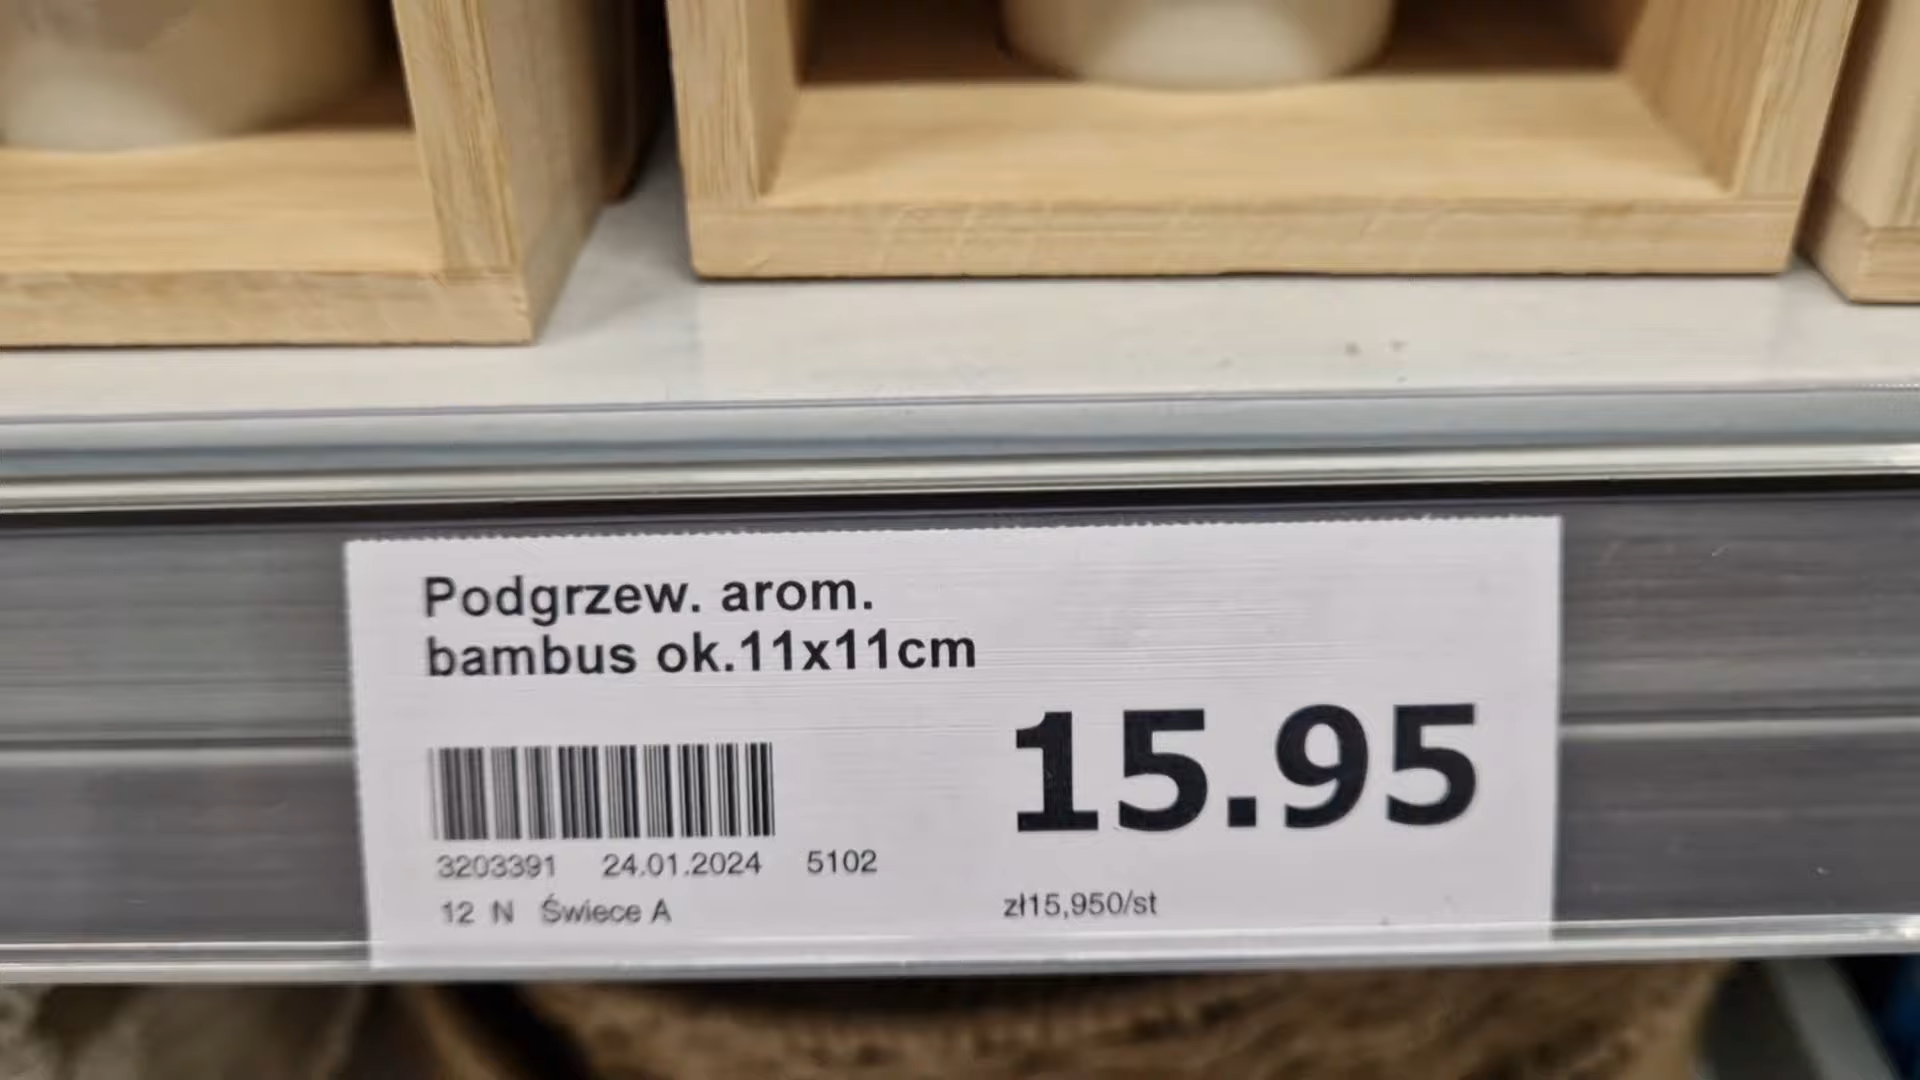 Podgrzew. arom.
bambus ok.11x11cm
15.95
3203391 24.01.2024 5102
12 N Świece A
zł15,950/st